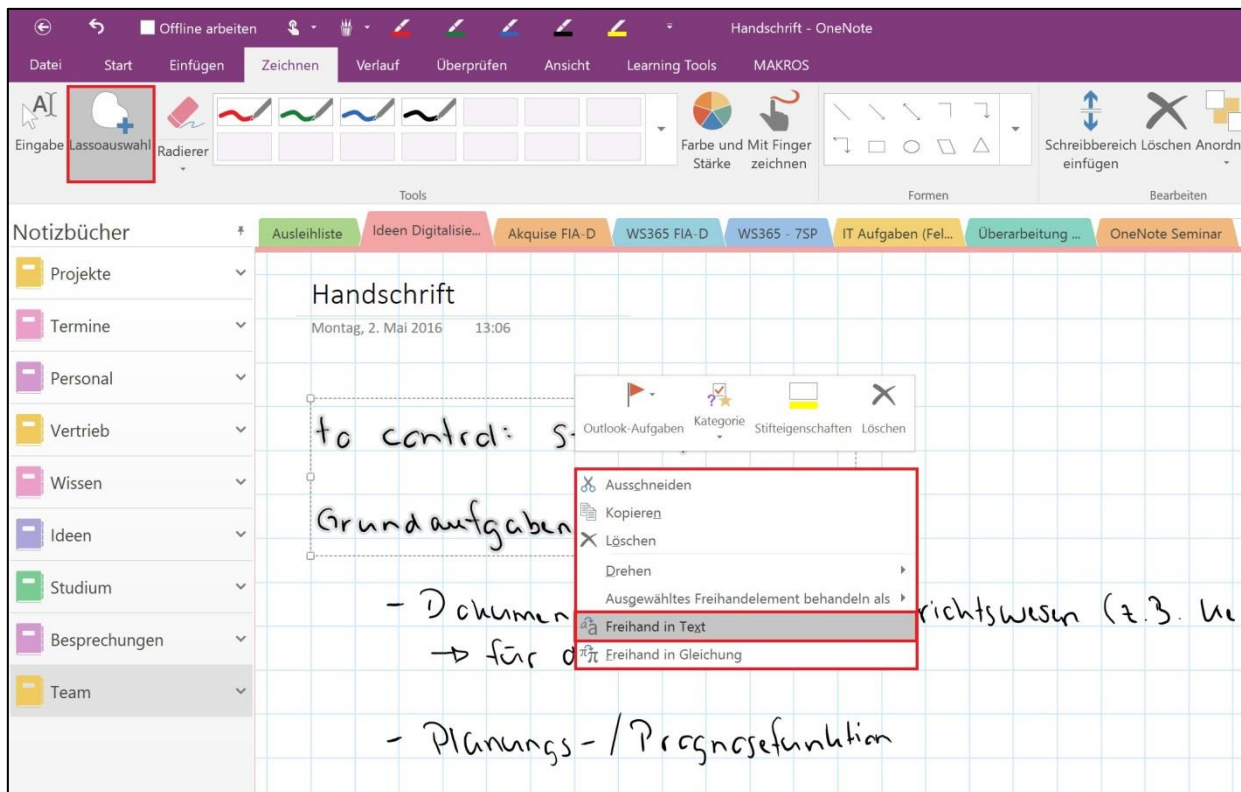 Offline arbeiten
Handschrift - OneNote
Datei Start Einfügen Zeichnen Verlauf Überprüfen Ansicht Learning Tools MAKROS
Eingabe Lassoauswahl Radierer Farbe und Stärke Mit Finger zeichnen Schreibbereich einfügen Löschen Anordn
Tools Formen Bearbeiten
Notizbücher
Ausleihliste Ideen Digitalisie... Akquise FIA-D WS365 FIA-D WS365 - 7SP IT Aufgaben (Fel... Überarbeitung ... OneNote Seminar
Projekte
Termine
Personal
Vertrieb
Wissen
Ideen
Studium
Besprechungen
Team
Handschrift
Montag, 2. Mai 2016 13:06
Outlook-Aufgaben Kategorie Stifteigenschaften Löschen
to control:
Ausschneiden
Kopieren
Löschen
Drehen
Ausgewähltes Freihandelement behandeln als
Freihand in Text
Freihand in Gleichung
Grundaufgaben
- Dokumen richtswesen
→ für
- Planungs-/Prognosefunktion